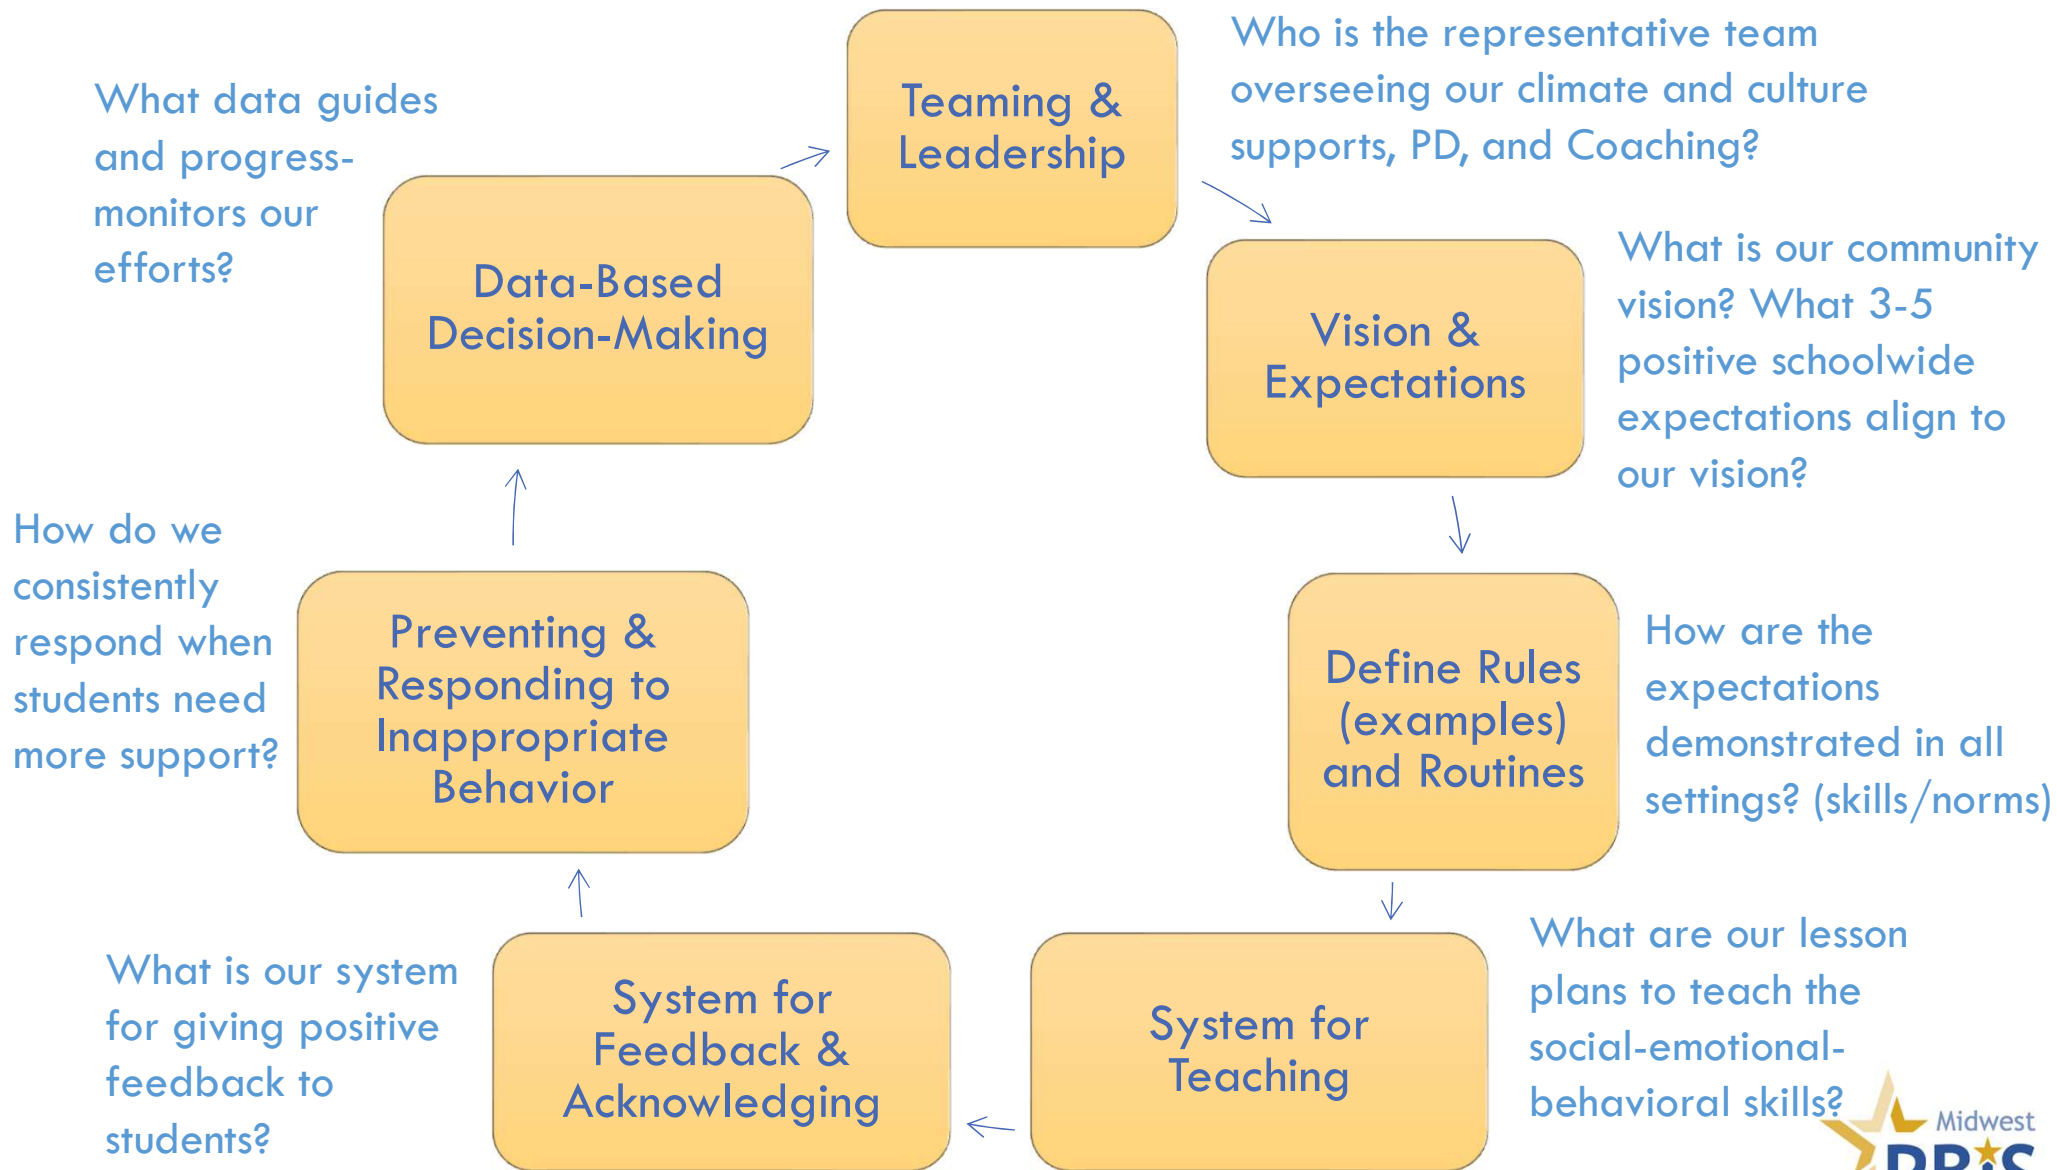 Teaming &
Leadership
Who is the representative team
overseeing our climate and culture
supports, PD, and Coaching?
Vision &
Expectations
What is our community
vision? What 3-5
positive schoolwide
expectations align to
our vision?
Define Rules
(examples)
and Routines
How are the
expectations
demonstrated in all
settings? (skills/norms)
System for
Teaching
What are our lesson
plans to teach the
social-emotional-
behavioral skills?
System for
Feedback &
Acknowledging
What is our system
for giving positive
feedback to
students?
Preventing &
Responding to
Inappropriate
Behavior
How do we
consistently
respond when
students need
more support?
Data-Based
Decision-Making
What data guides
and progress-
monitors our
efforts?
Midwest
PBIS